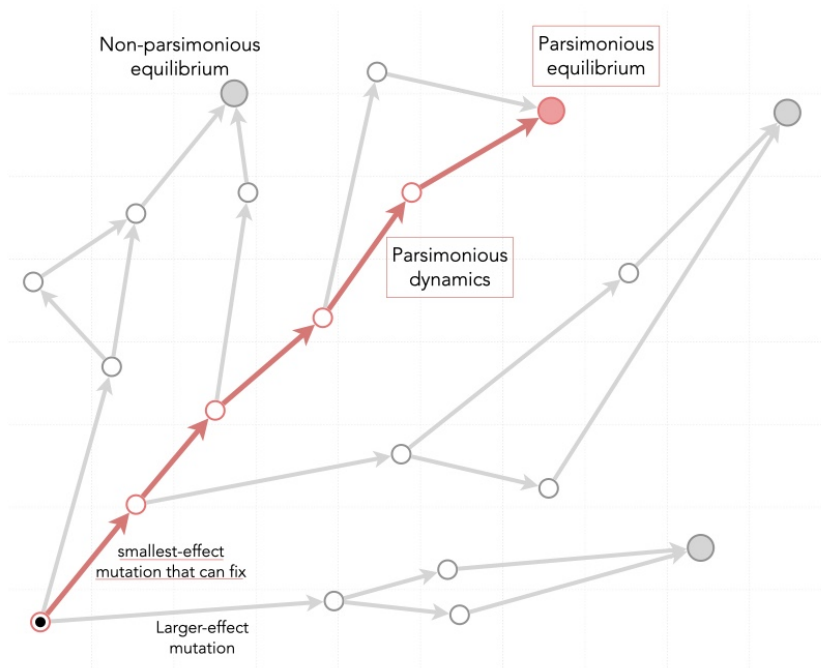 Non-parsimonious
equilibrium
Parsimonious
equilibrium
Parsimonious
dynamics
smallest-effect
mutation that can fix
Larger-effect
mutation